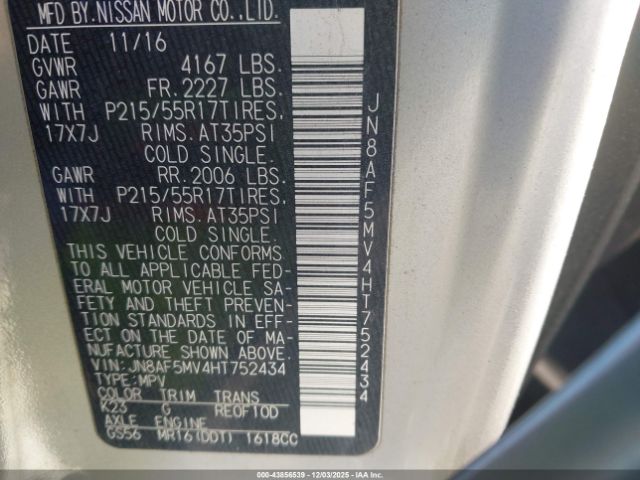 MFD BY. NISSAN MOTOR CO., LTD.
DATE 11/16
GVWR 4167 LBS.
GAWR FR. 2227 LBS.
WITH P215/55R17TIRES,
17X7J RIMS. AT35PSI
COLD SINGLE.
GAWR RR. 2006 LBS.
WITH P215/55R17TIRES,
17X7J RIMS. AT35PSI
COLD SINGLE.
THIS VEHICLE CONFORMS
TO ALL APPLICABLE FED-
ERAL MOTOR VEHICLE SA-
FETY AND THEFT PREVEN-
TION STANDARDS IN EFF-
ECT ON THE DATE OF MA-
NUFACTURE SHOWN ABOVE.
VIN: JN8AF5MV4HT752434
TYPE: MPV
COLOR TRIM TRANS
K23 G RE0F10D
AXLE ENGINE
GS56 MR16(DDT) 1618CC
JN8AF5MV4HT752434
000-43856539 - 12/03/2025 - © IAA Holdings, LLC